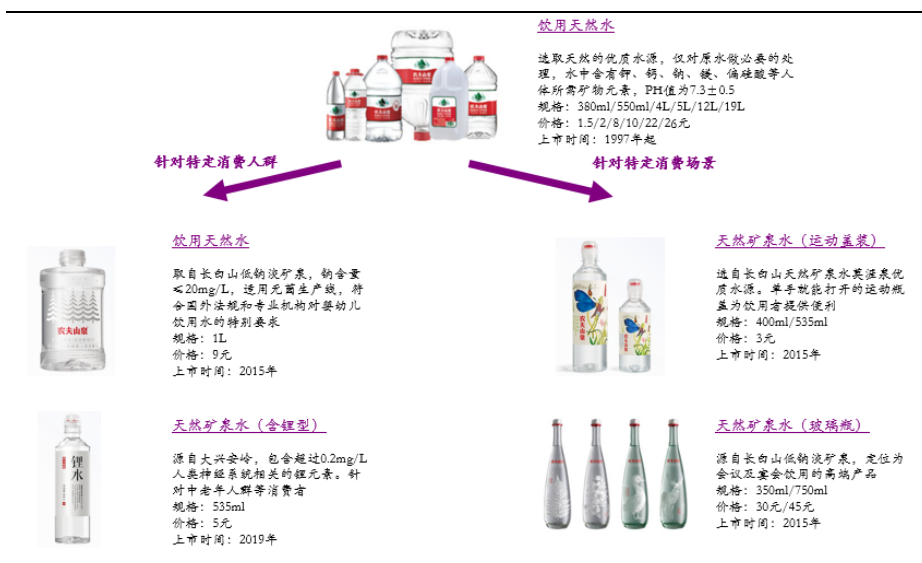 饮用天然水
选取天然的优质水源，仅对原水做必要的处
理，水中含有钾、钙、钠、镁、偏硅酸等人
体所需矿物元素，PH值为7.3±0.5
规格：380ml/550ml/4L/5L/12L/19L
价格：1.5/2/8/10/22/26元
上市时间：1997年起
针对特定消费人群
针对特定消费场景
饮用天然水
取自长白山低钠淡矿泉，钠含量
≤20mg/L，适用无菌生产线，符
合国外法规和专业机构对婴幼儿
饮用水的特别要求
规格：1L
价格：9元
上市时间：2015年
农夫山泉
天然矿泉水（运动盖装）
选自长白山天然矿泉水莫涯泉优
质水源。单手就能打开的运动瓶
盖为饮用者提供便利
规格：400ml/535ml
价格：3元
上市时间：2015年
农夫山泉
天然矿泉水（含锂型）
源自大兴安岭，包含超过0.2mg/L
人类神经系统相关的锂元素。针
对中老年人群等消费者
规格：535ml
价格：5元
上市时间：2019年
锂水
天然矿泉水（玻璃瓶）
源自长白山低钠淡矿泉，定位为
会议及宴会饮用的高端产品
规格：350ml/750ml
价格：30元/45元
上市时间：2015年